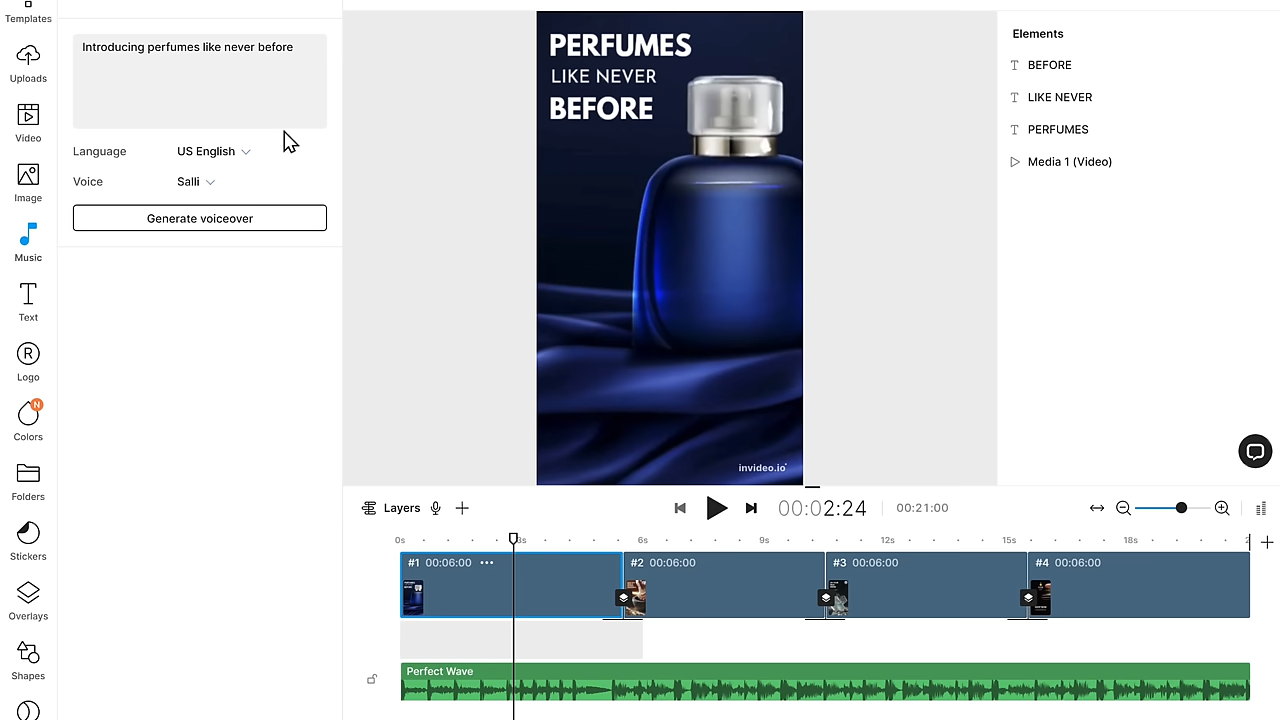 Templates
Uploads
Video
Image
Music
Text
R
Logo
N
Colors
Folders
Stickers
Overlays
Shapes
Introducing perfumes like never before
Language US English
Voice Salli
Generate voiceover
PERFUMES
LIKE NEVER
BEFORE
invideo.io
Elements
BEFORE
LIKE NEVER
PERFUMES
Media 1 (Video)
Layers
00:02:24
00:21:00
0s 3s 6s 9s 12s 15s 18s 2
#1 00:06:00 #2 00:06:00 #3 00:06:00 #4 00:06:00
Perfect Wave